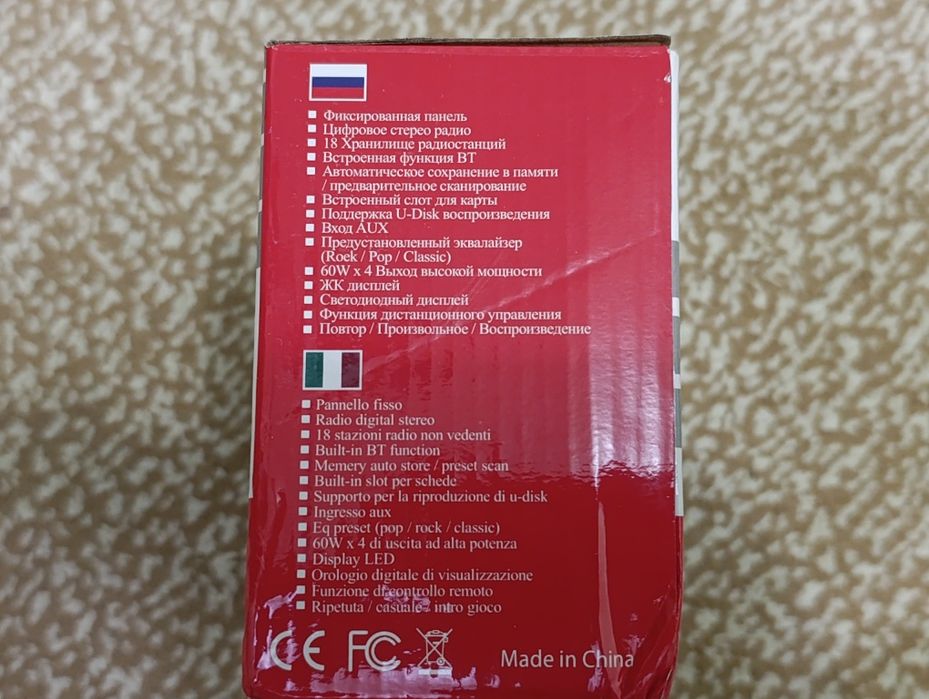 Фиксированная панель
Цифровое стерео радио
18 Хранилище радиостанций
Встроенная функция BT
Автоматическое сохранение в памяти
/ предварительное сканирование
Встроенный слот для карты
Поддержка U-Disk воспроизведения
Вход AUX
Предустановленный эквалайзер
(Roek / Pop / Classic)
60W x 4 Выход высокой мощности
ЖК дисплей
Светодиодный дисплей
Функция дистанционного управления
Повтор / Произвольное / Воспроизведение
Pannello fisso
Radio digital stereo
18 stazioni radio non vedenti
Built-in BT function
Memery auto store / preset scan
Built-in slot per schede
Supporto per la riproduzione di u-disk
Ingresso aux
Eq preset (pop / rock / classic)
60W x 4 di uscita ad alta potenza
Display LED
Orologio digitale di visualizzazione
Funzione di controllo remoto
Ripetuta / casuale - intro gioco
CE FC Made in China